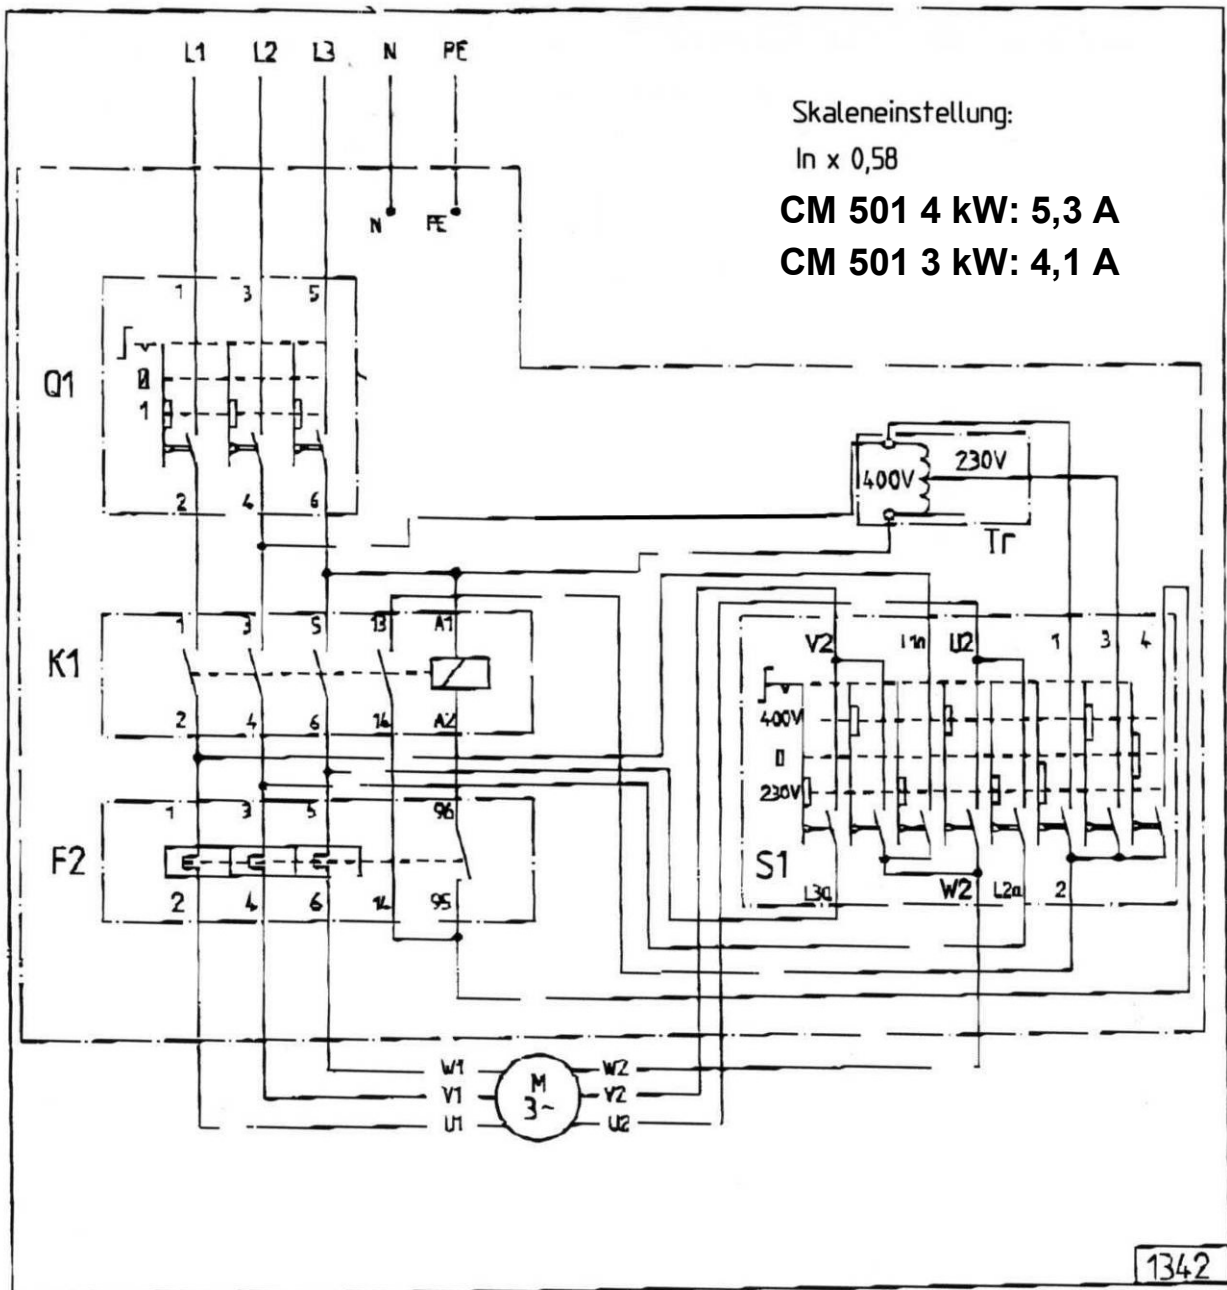 L1 L2 L3 N PE
Skaleneinstellung:
In x 0,58
CM 501 4 kW: 5,3 A
CM 501 3 kW: 4,1 A
N PE
1 3 5
Q1
0
1
2 4 6
400V 230V
Tr
1 3 5 13 A1
K1
2 4 6 14 A2
V2 L1a U2 1 3 4
400V
0
230V
S1
L3a W2 L2a 2
1 3 5 96
F2
2 4 6 14 95
W1 W2
V1 V2
U1 U2
M
3~
1342